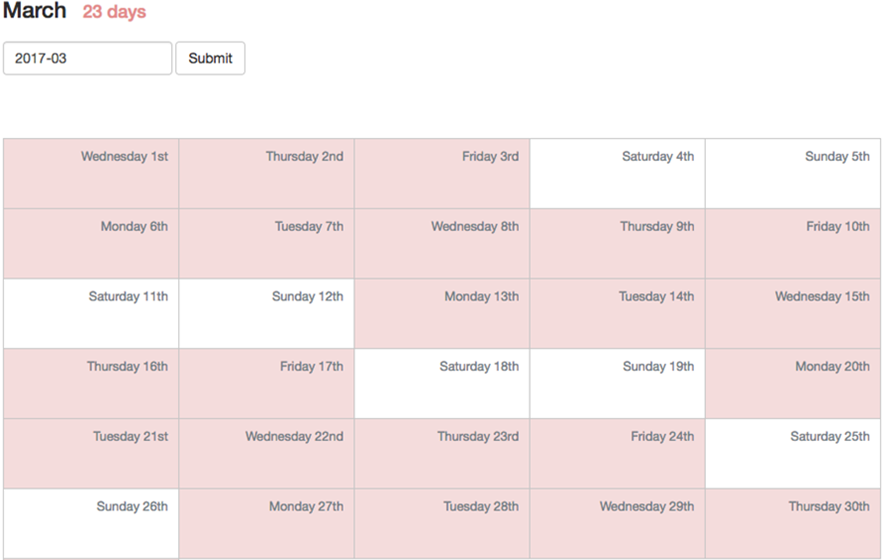 March 23 days
2017-03 Submit
Wednesday 1st Thursday 2nd Friday 3rd Saturday 4th Sunday 5th
Monday 6th Tuesday 7th Wednesday 8th Thursday 9th Friday 10th
Saturday 11th Sunday 12th Monday 13th Tuesday 14th Wednesday 15th
Thursday 16th Friday 17th Saturday 18th Sunday 19th Monday 20th
Tuesday 21st Wednesday 22nd Thursday 23rd Friday 24th Saturday 25th
Sunday 26th Monday 27th Tuesday 28th Wednesday 29th Thursday 30th